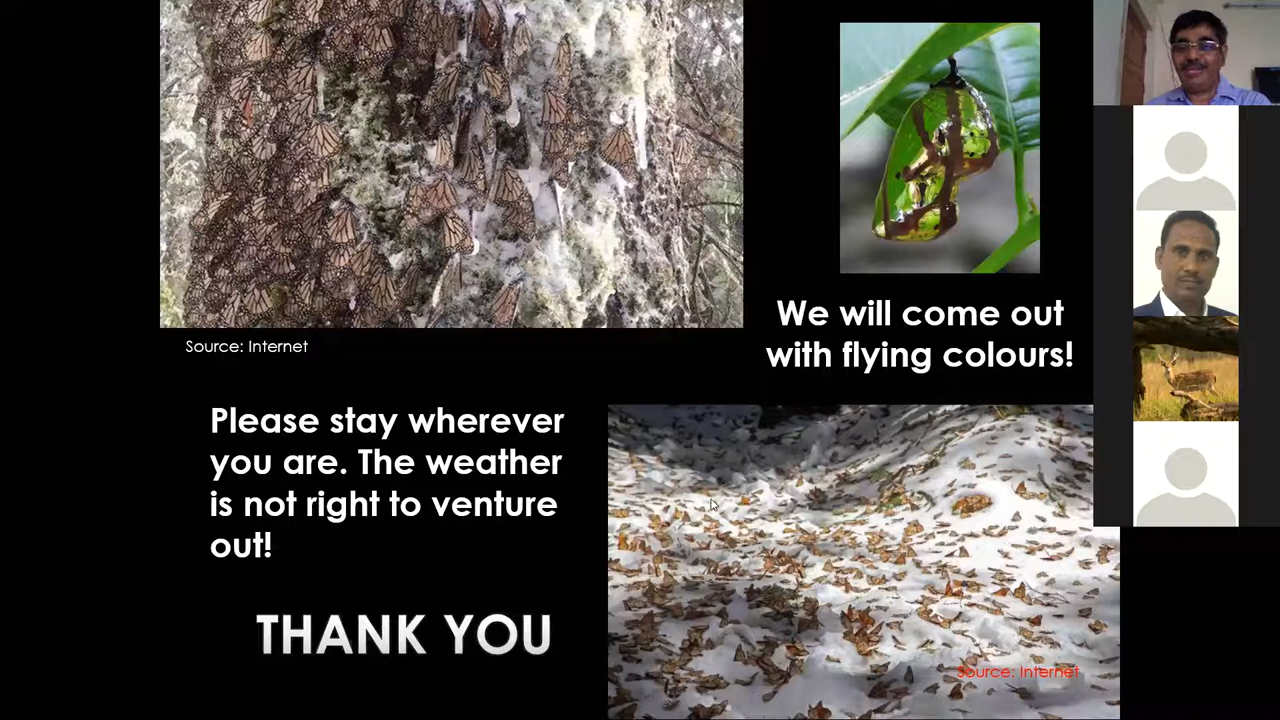 Source: Internet
We will come out
with flying colours!
Please stay wherever
you are. The weather
is not right to venture
out!
THANK YOU
Source: Internet